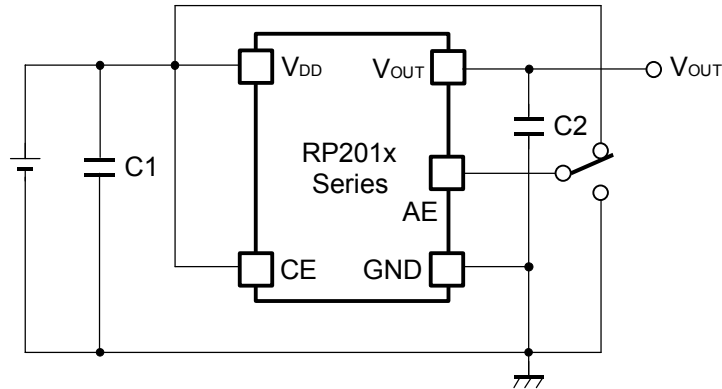 VDD
VOUT
VOUT
C1
C2
RP201x
Series
AE
CE
GND